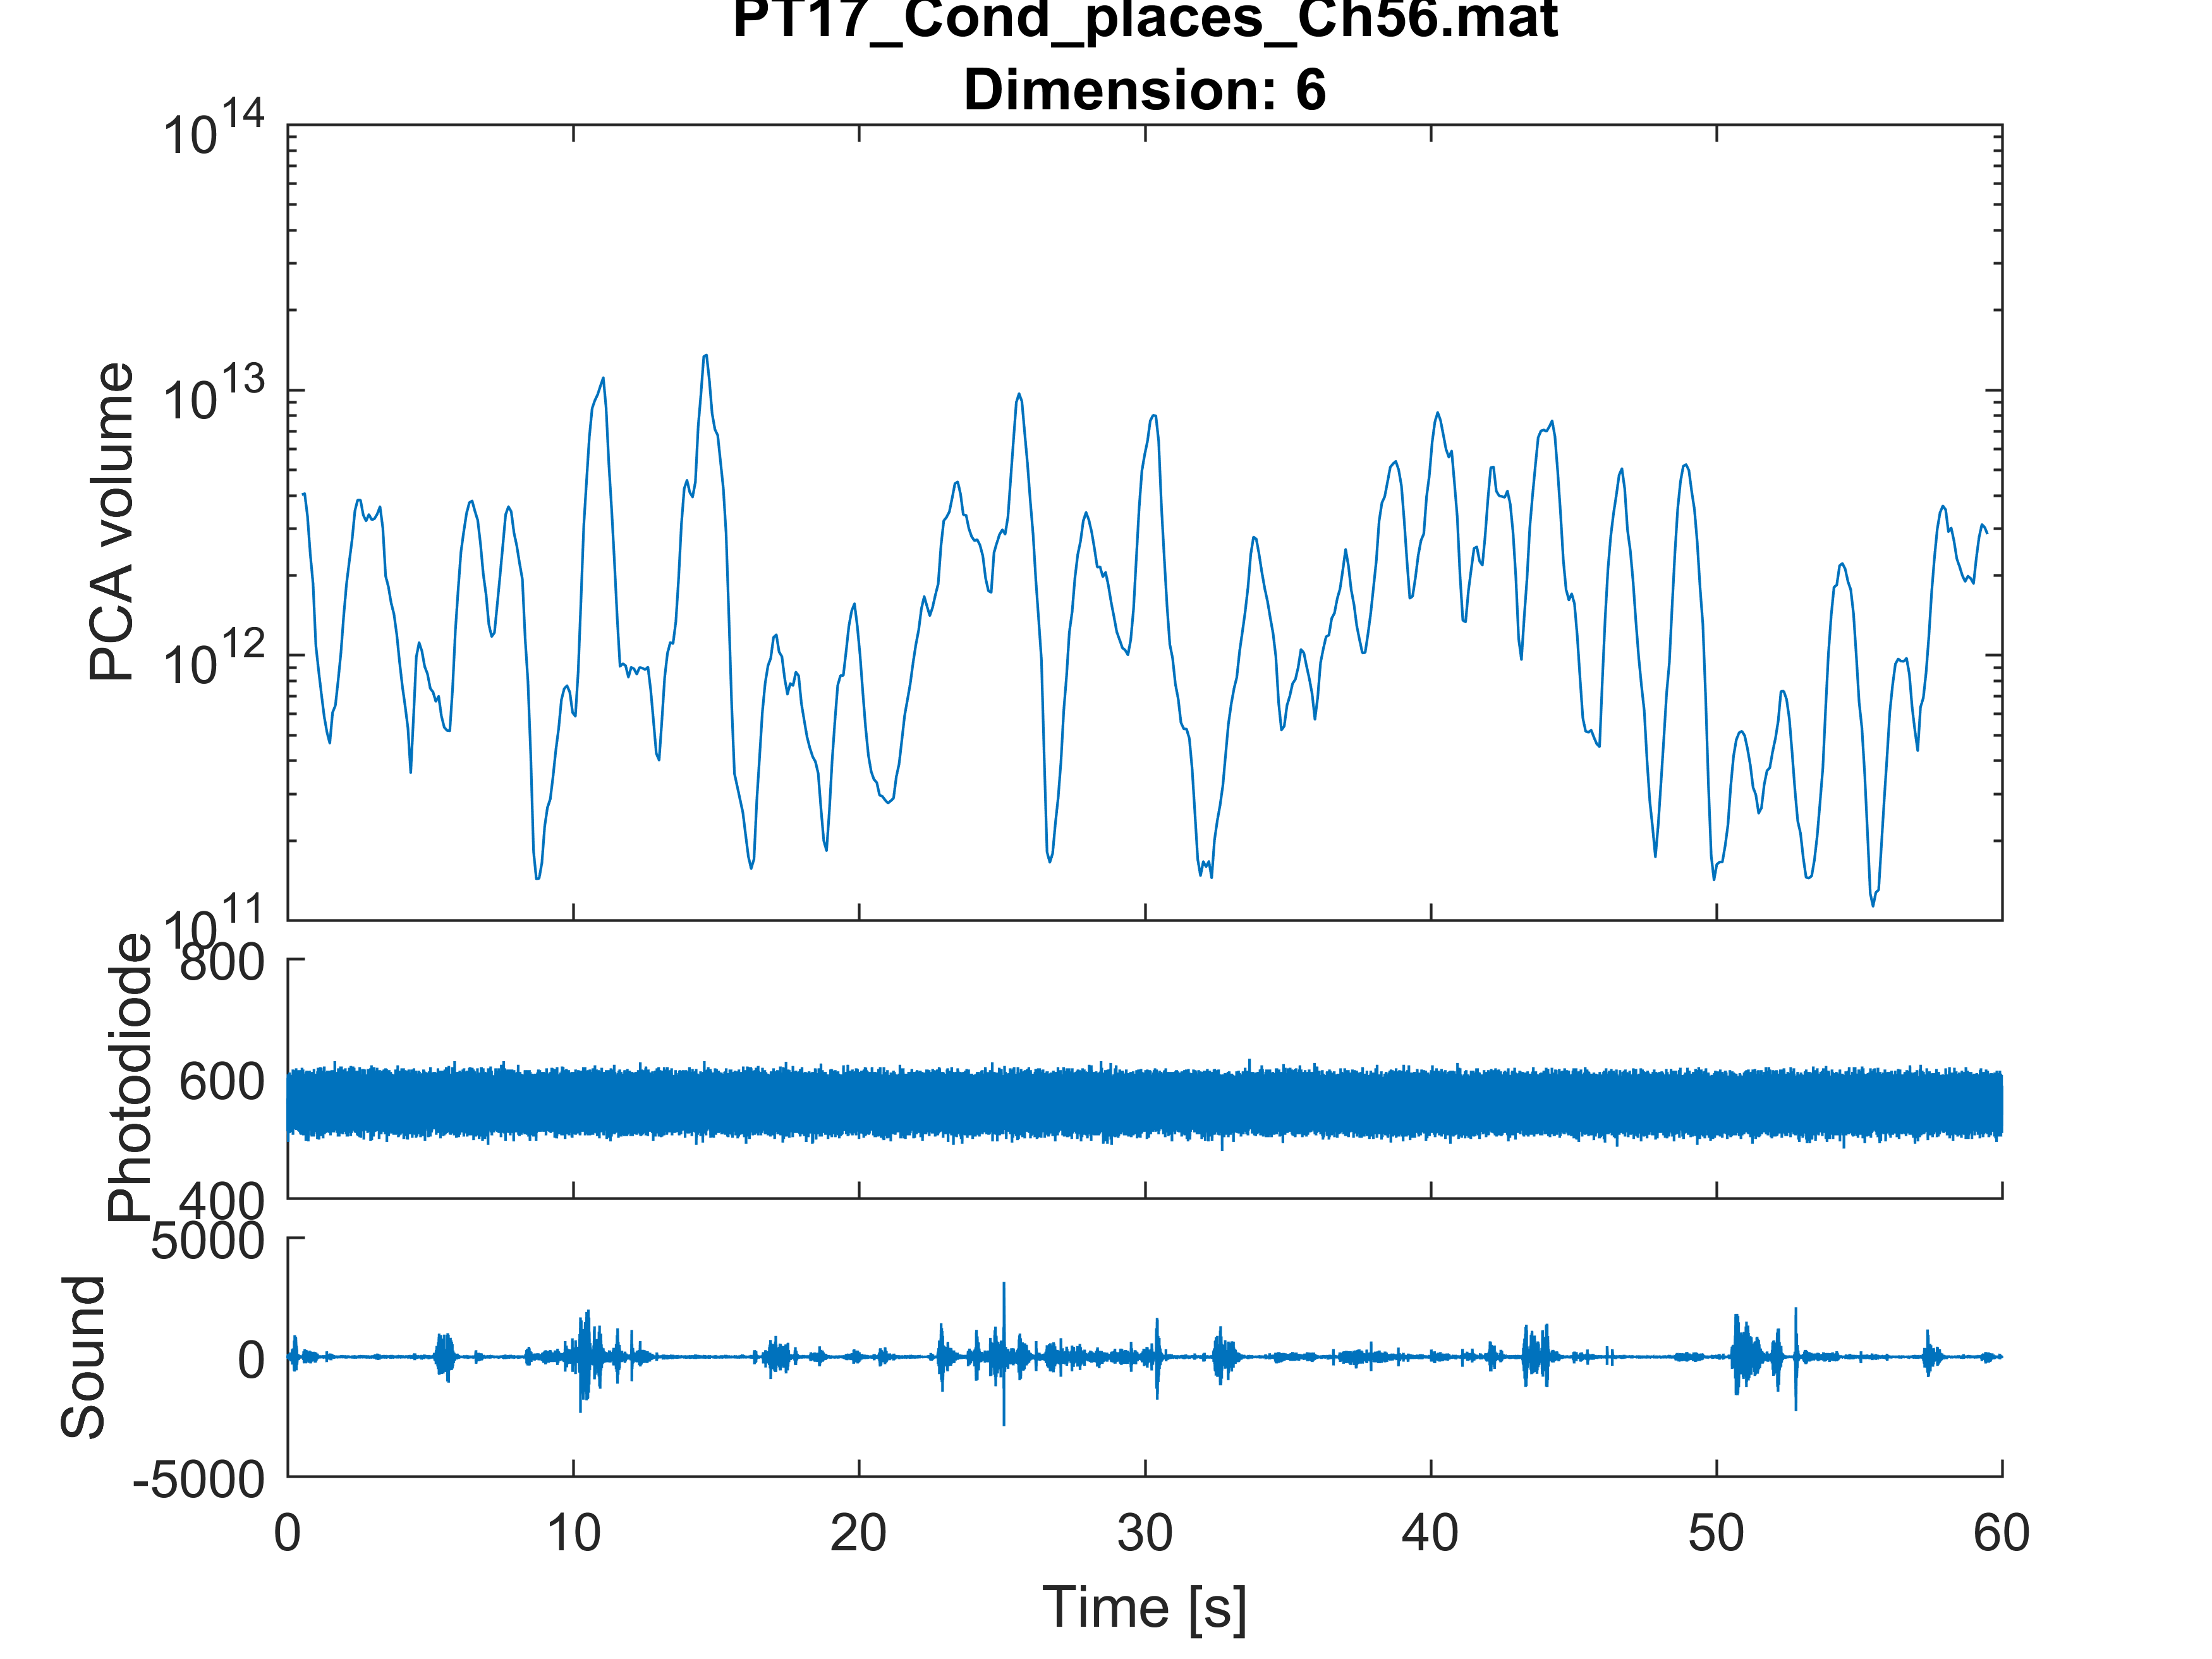 PT17_Cond_places_Ch56.mat
Dimension: 6
10^14
10^13
10^12
10^11
PCA volume
800
600
400
Photodiode
5000
0
-5000
Sound
0 10 20 30 40 50 60
Time [s]